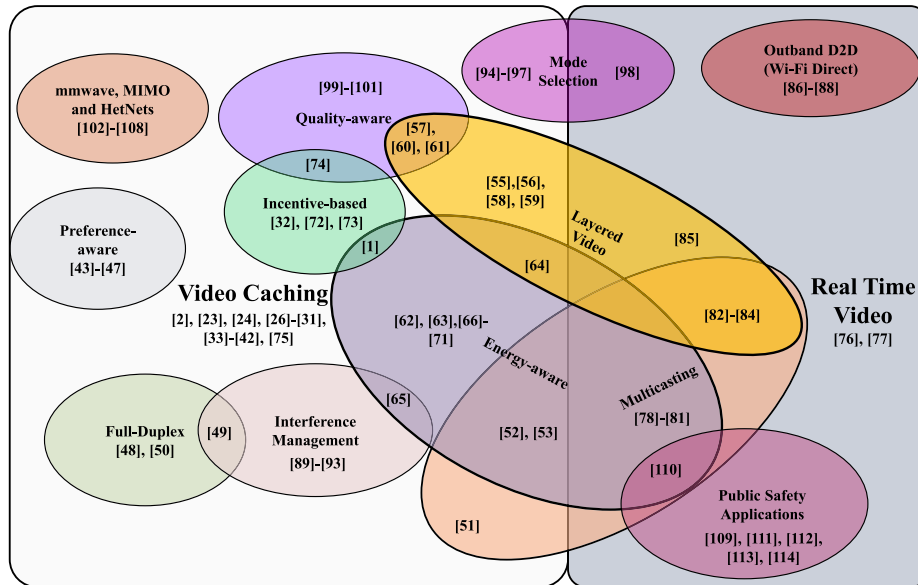 [94]-[97]
Mode
Selection
[98]
Outband D2D
(Wi-Fi Direct)
[86]-[88]
mmwave, MIMO
and HetNets
[102]-[108]
[99]-[101]
Quality-aware
[57],
[60], [61]
[74]
[55],[56],
[58], [59]
Layered
Video
[85]
Incentive-based
[32], [72], [73]
[1]
Preference-
aware
[43]-[47]
[64]
Video Caching
[2], [23], [24], [26]-[31],
[33]-[42], [75]
[82]-[84]
Real Time
Video
[76], [77]
[62], [63],[66]-
[71]
Energy-aware
Multicasting
[78]-[81]
[65]
[52], [53]
Full-Duplex
[48], [50]
[49]
Interference
Management
[89]-[93]
[110]
[51]
Public Safety
Applications
[109], [111], [112],
[113], [114]